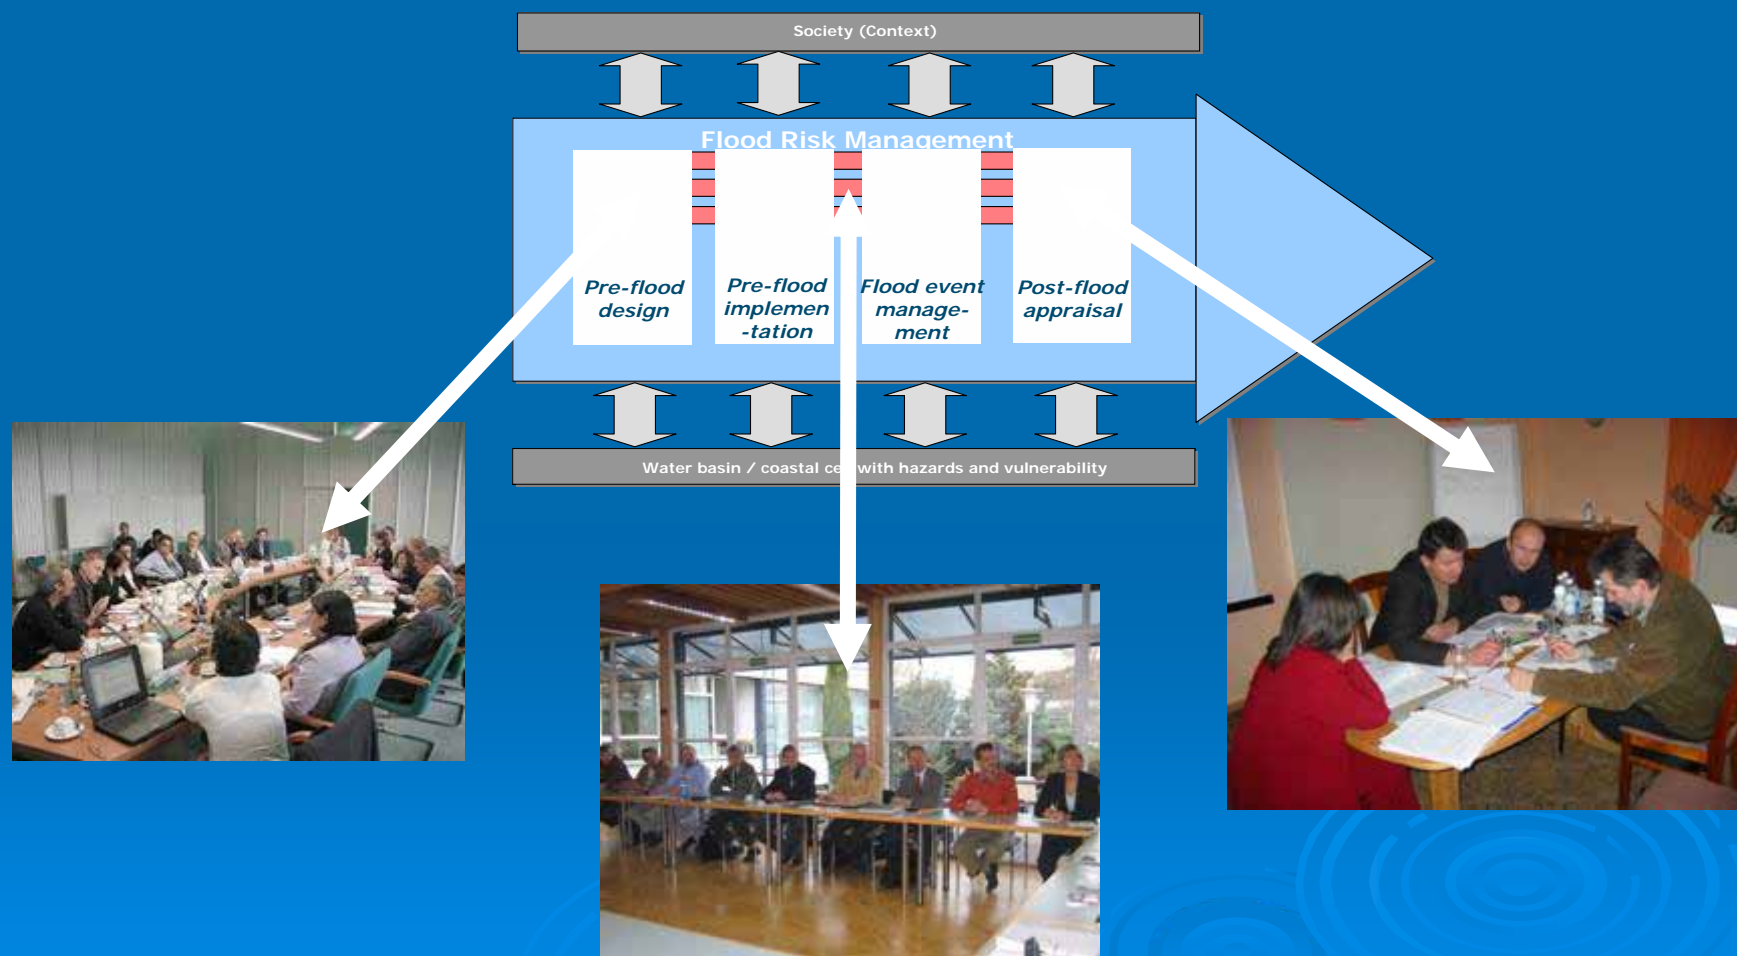 Society (Context)
Flood Risk Management
Pre-flood
design
Pre-flood
implemen
-tation
Flood event
manage-
ment
Post-flood
appraisal
Water basin / coastal ce with hazards and vulnerability